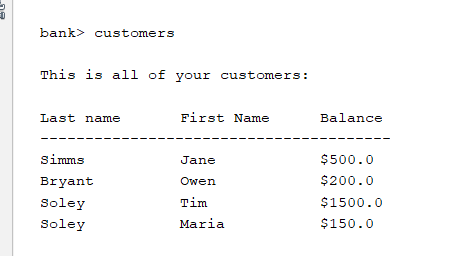 bank> customers
This is all of your customers:
Last name First Name Balance
---------------------------------------
Simms Jane $500.0
Bryant Owen $200.0
Soley Tim $1500.0
Soley Maria $150.0